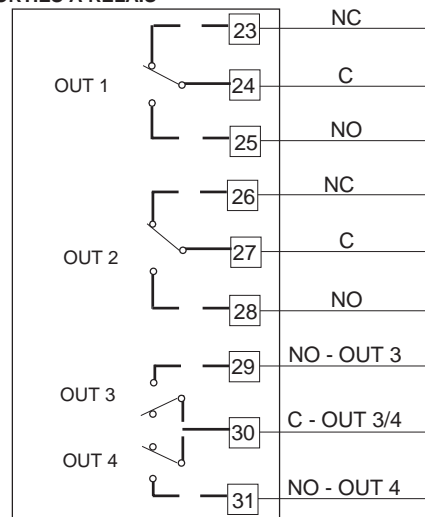 RELAIS
23 NC
OUT 1 24 C
25 NO
26 NC
OUT 2 27 C
28 NO
29 NO - OUT 3
OUT 3
30 C - OUT 3/4
OUT 4
31 NO - OUT 4